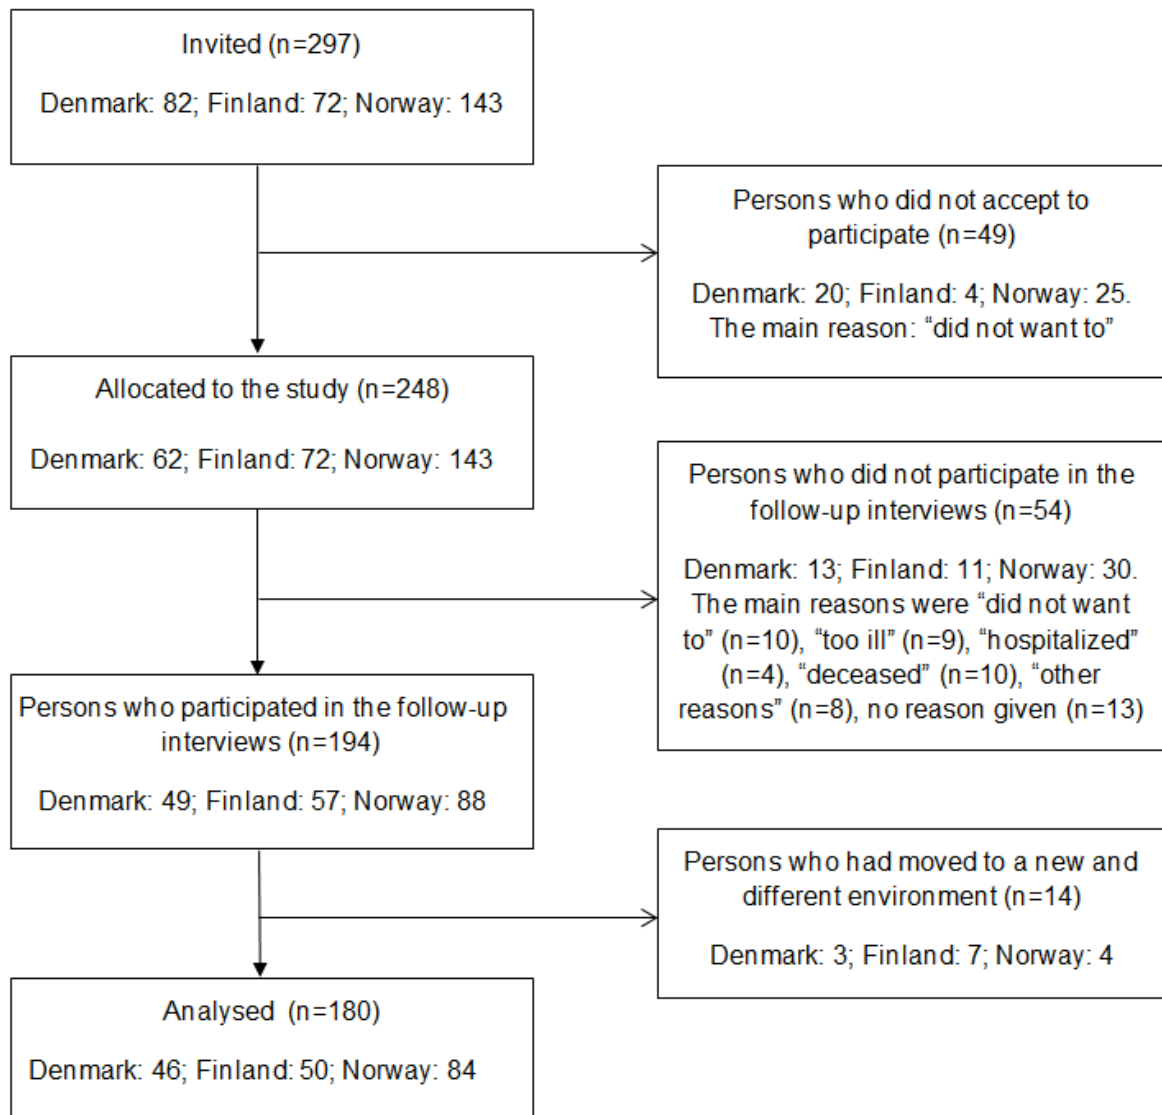 Invited (n=297)
Denmark: 82; Finland: 72; Norway: 143
Persons who did not accept to
participate (n=49)
Denmark: 20; Finland: 4; Norway: 25.
The main reason: “did not want to”
Allocated to the study (n=248)
Denmark: 62; Finland: 72; Norway: 143
Persons who did not participate in the
follow-up interviews (n=54)
Denmark: 13; Finland: 11; Norway: 30.
The main reasons were “did not want
to” (n=10), “too ill” (n=9), “hospitalized”
(n=4), “deceased” (n=10), “other
reasons” (n=8), no reason given (n=13)
Persons who participated in the follow-up
interviews (n=194)
Denmark: 49; Finland: 57; Norway: 88
Persons who had moved to a new and
different environment (n=14)
Denmark: 3; Finland: 7; Norway: 4
Analysed (n=180)
Denmark: 46; Finland: 50; Norway: 84